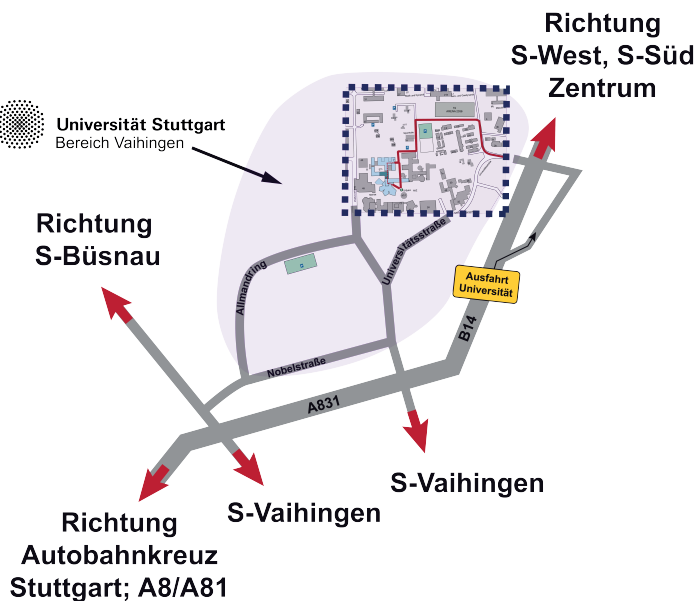 Richtung
S-West, S-Süd
Zentrum
Universität Stuttgart
Bereich Vaihingen
Richtung
S-Büsnau
Allmandring
Universitätsstraße
Ausfahrt
Universität
B14
Nobelstraße
A831
S-Vaihingen
S-Vaihingen
Richtung
Autobahnkreuz
Stuttgart; A8/A81